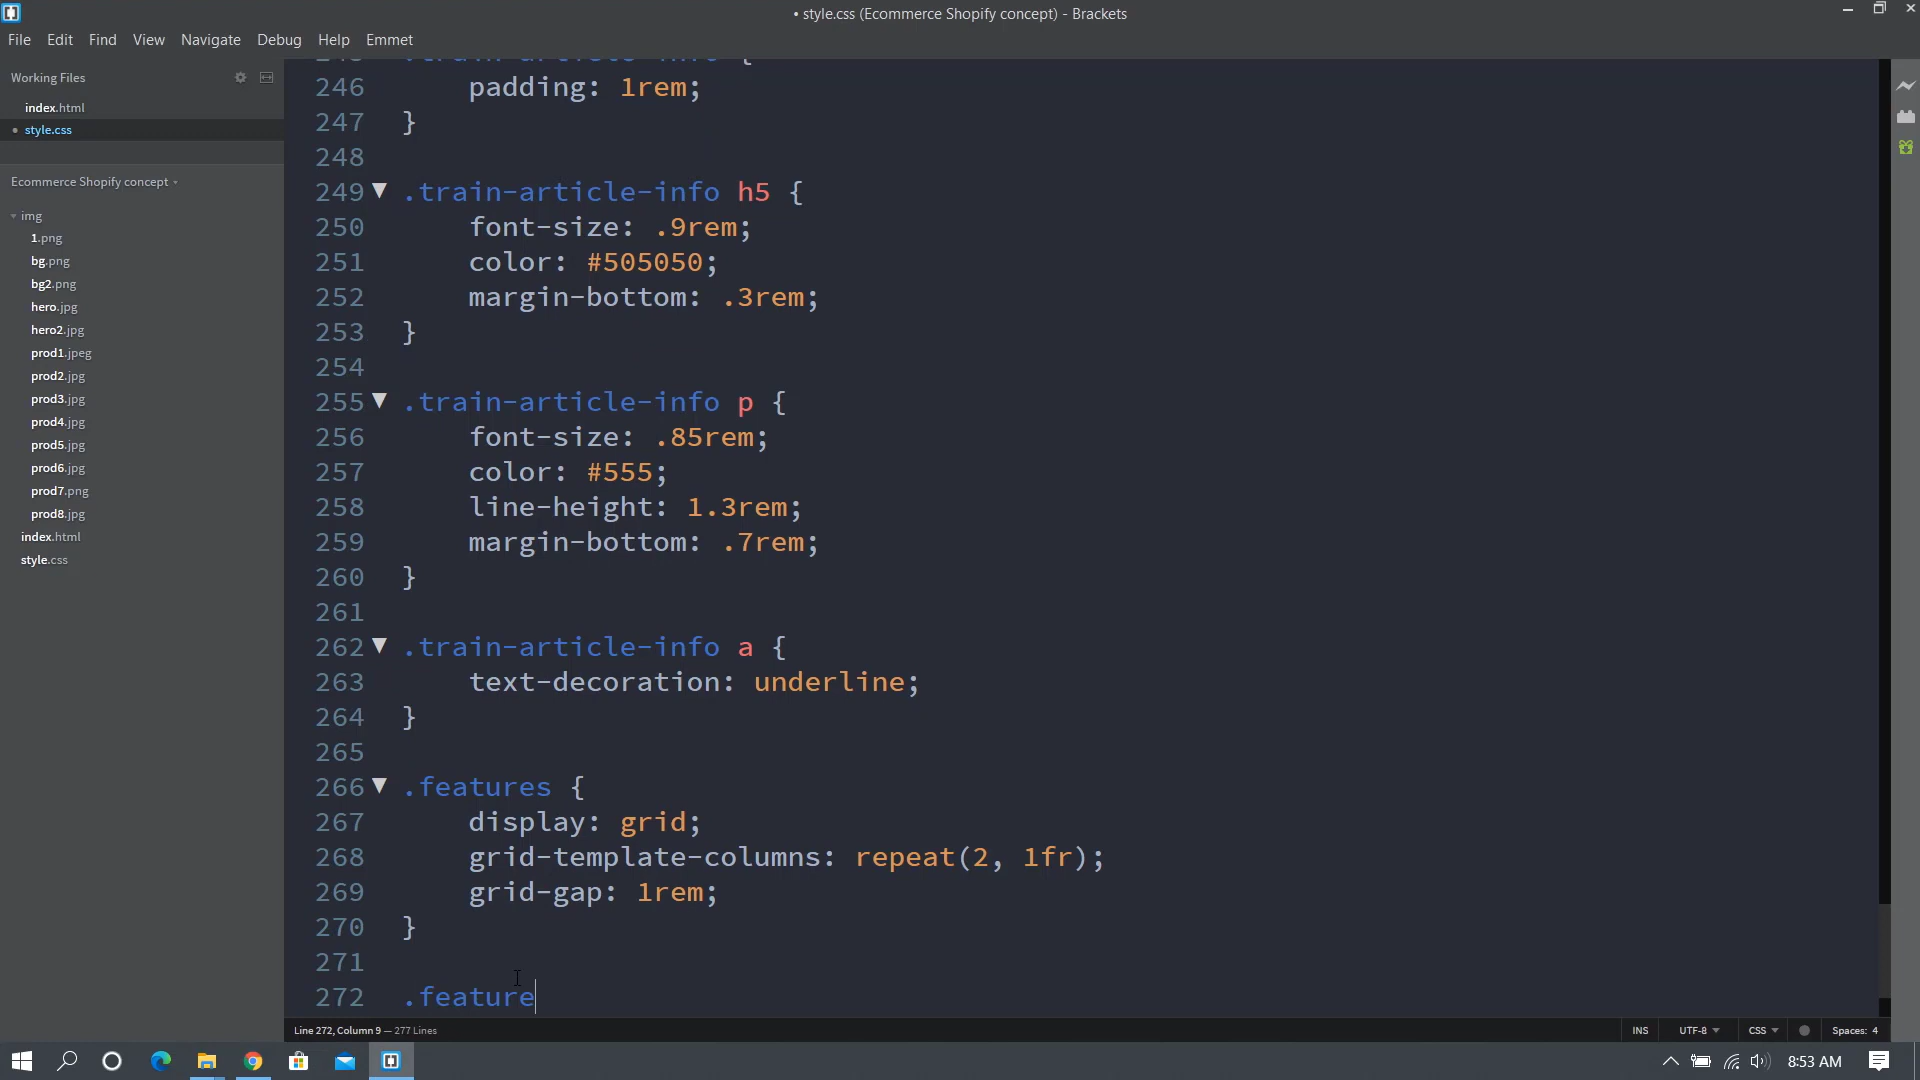 • style.css (Ecommerce Shopify concept) - Brackets
File Edit Find View Navigate Debug Help Emmet
Working Files
index.html
• style.css
Ecommerce Shopify concept
img
1.png
bg.png
bg2.png
hero.jpg
hero2.jpg
prod1.jpeg
prod2.jpg
prod3.jpg
prod4.jpg
prod5.jpg
prod6.jpg
prod7.png
prod8.jpg
index.html
style.css
246 padding: 1rem;
247 }
248
249 .train-article-info h5 {
250 font-size: .9rem;
251 color: #505050;
252 margin-bottom: .3rem;
253 }
254
255 .train-article-info p {
256 font-size: .85rem;
257 color: #555;
258 line-height: 1.3rem;
259 margin-bottom: .7rem;
260 }
261
262 .train-article-info a {
263 text-decoration: underline;
264 }
265
266 .features {
267 display: grid;
268 grid-template-columns: repeat(2, 1fr);
269 grid-gap: 1rem;
270 }
271
272 .feature
Line 272, Column 9 — 277 Lines
INS UTF-8 CSS Spaces: 4
8:53 AM